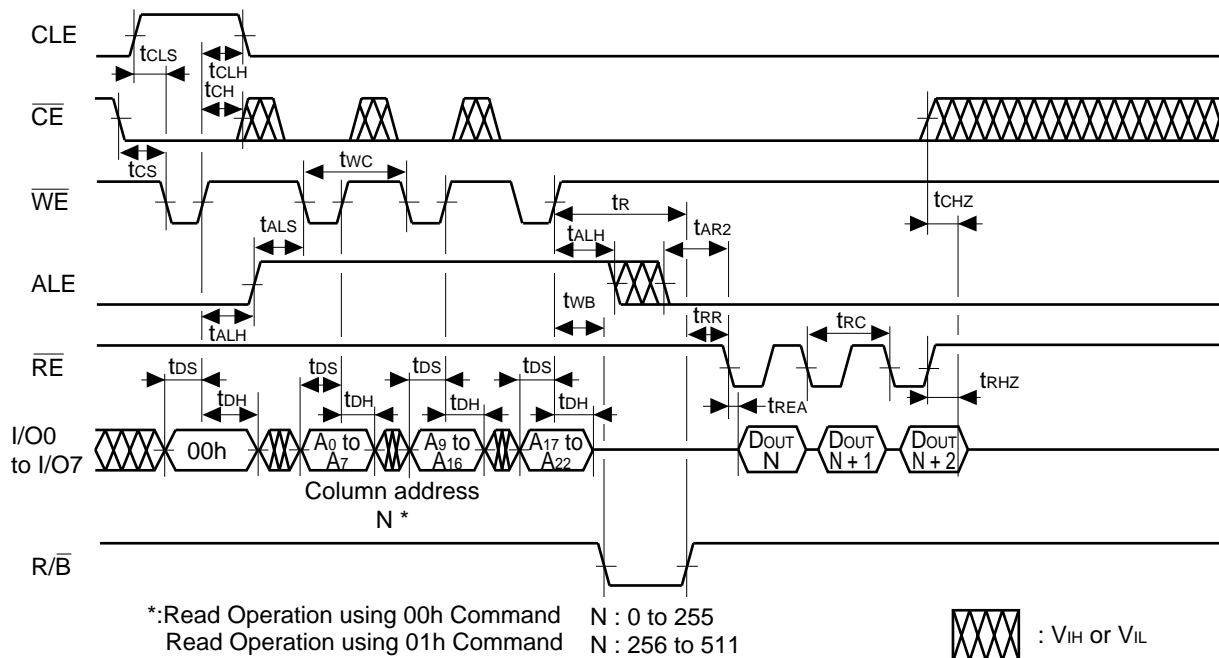 CLE
tCLS
tCLH
tCH
CE
tCS
tWC
WE
tR
tCHZ
tALS
tALH
tAR2
ALE
tWB
tALH
tRR
tRC
RE
tDS
tDS
tDS
tDS
tRHZ
tDH
tDH
tDH
tDH
tREA
I/O0
to I/O7
00h
A0 to
A7
A9 to
A16
A17 to
A22
DOUT
N
DOUT
N + 1
DOUT
N + 2
Column address
N *
R/B
*:Read Operation using 00h Command N : 0 to 255
Read Operation using 01h Command N : 256 to 511
: VIH or VIL